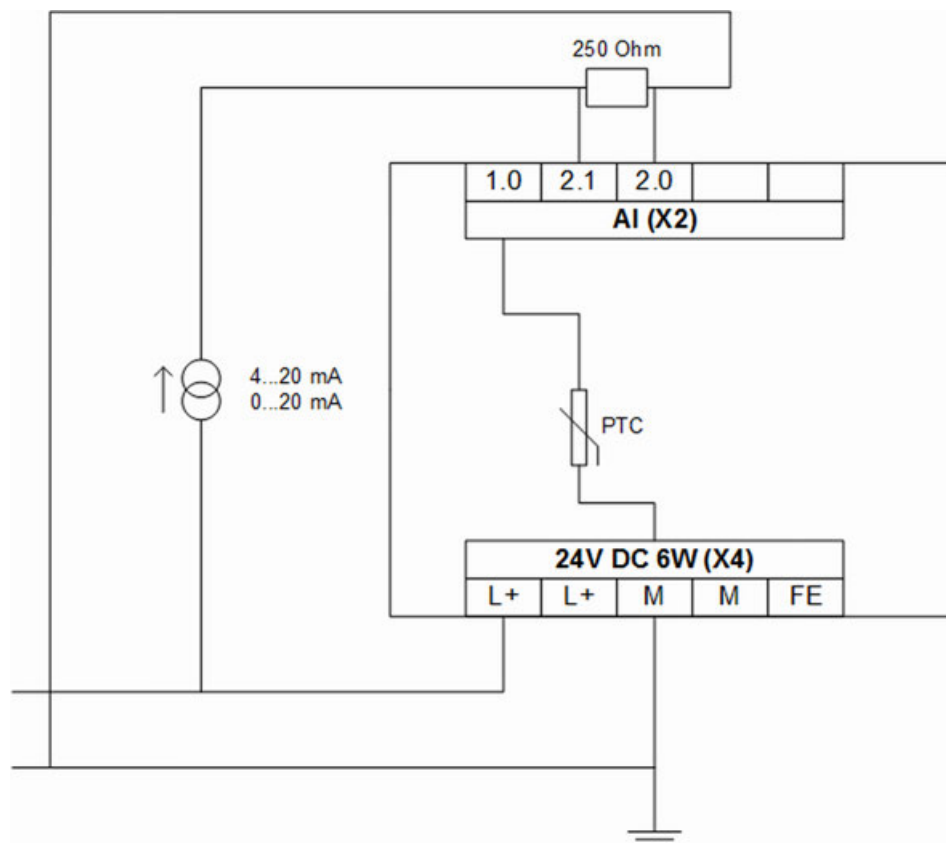 250 Ohm
1.0 2.1 2.0
AI (X2)
4...20 mA
0...20 mA
PTC
24V DC 6W (X4)
L+ L+ M M FE